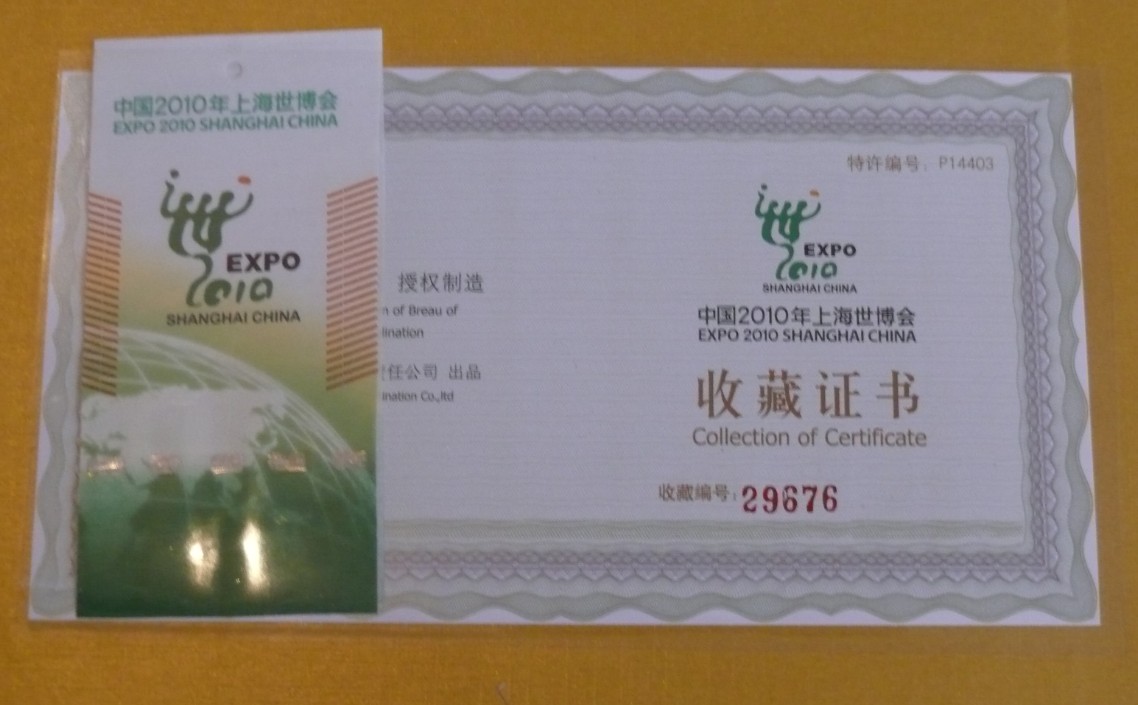 中国2010年上海世博会
EXPO 2010 SHANGHAI CHINA
EXPO
2010
SHANGHAI CHINA
授权制造
of Breau of
任公司 出品
Co.,ltd
特许编号：P14403
EXPO
2010
SHANGHAI CHINA
中国2010年上海世博会
EXPO 2010 SHANGHAI CHINA
收藏证书
Collection of Certificate
收藏编号：29676